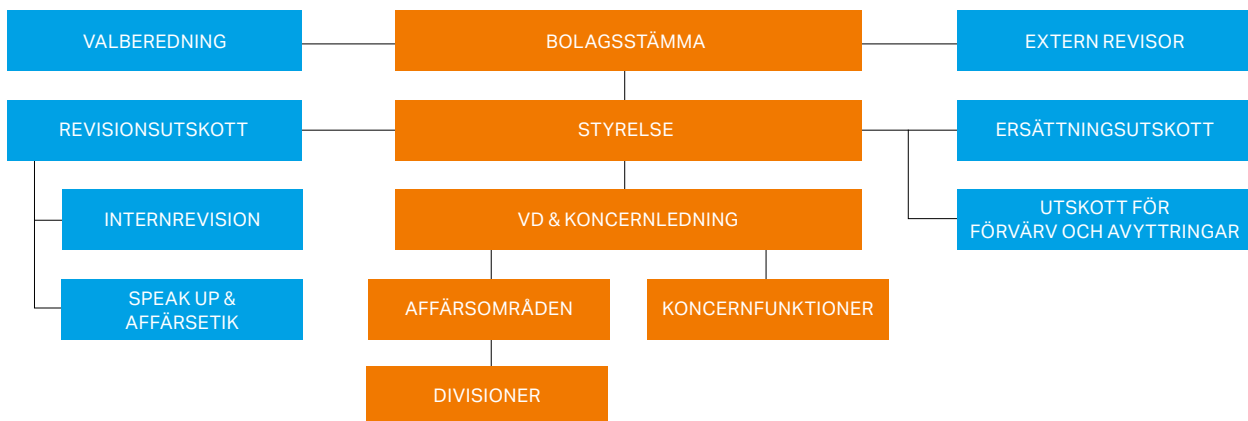 VALBEREDNING
BOLAGSSTÄMMA
EXTERN REVISOR
REVISIONSUTSKOTT
STYRELSE
ERSÄTTNINGSUTSKOTT
INTERNREVISION
VD & KONCERNLEDNING
UTSKOTT FÖR
FÖRVÄRV OCH AVYTTRINGAR
SPEAK UP &
AFFÄRSETIK
AFFÄRSOMRÅDEN
KONCERNFUNKTIONER
DIVISIONER